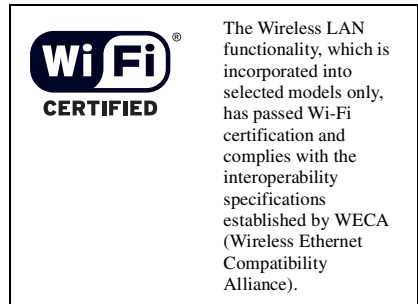 Wi Fi ®
CERTIFIED
The Wireless LAN
functionality, which is
incorporated into
selected models only,
has passed Wi-Fi
certification and
complies with the
interoperability
specifications
established by WECA
(Wireless Ethernet
Compatibility
Alliance).